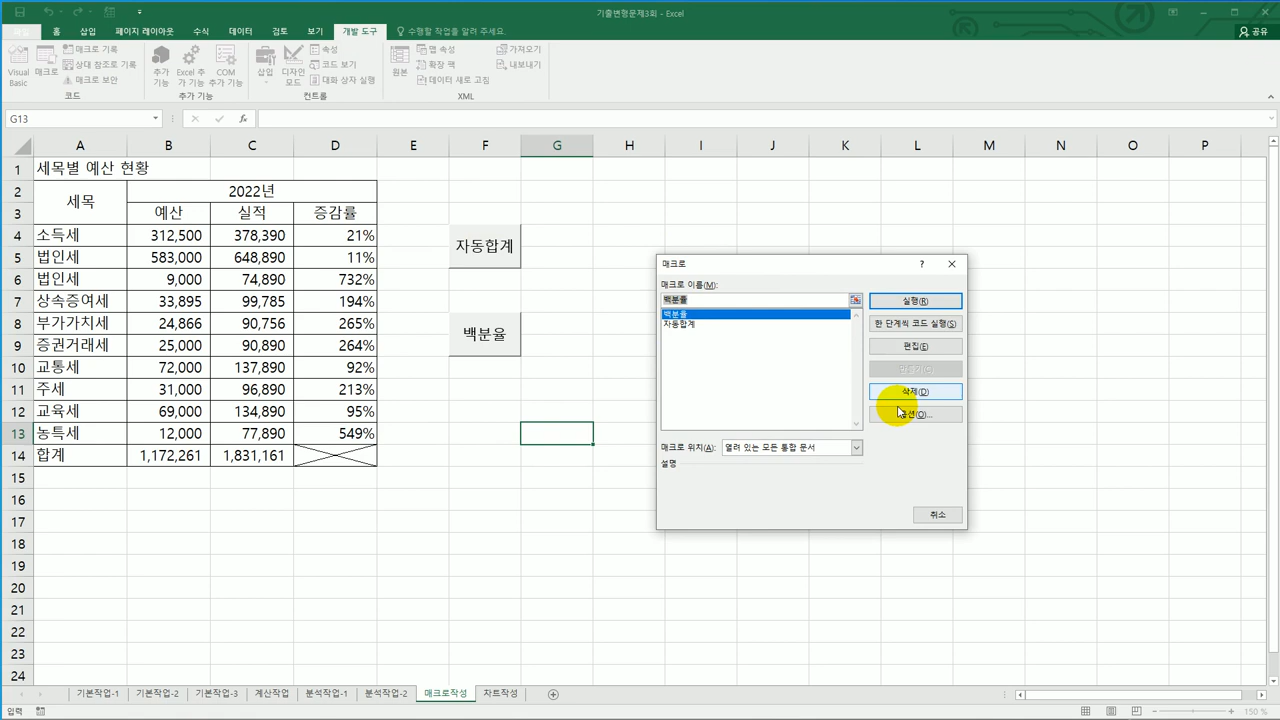 기출변형문제3회 - Excel
홈 삽입 페이지 레이아웃 수식 데이터 검토 보기 개발 도구 수행할 작업을 알려 주세요. 공유
Visual Basic
매크로
매크로 기록
상대 참조로 기록
매크로 보안
코드
추가 기능
Excel 추가 기능
COM 추가 기능
추가 기능
삽입
디자인 모드
속성
코드 보기
대화 상자 실행
컨트롤
원본
맵 속성
확장 팩
데이터 새로 고침
가져오기
내보내기
XML
G13
fx
A B C D E F G H I J K L M N O P
1 세목별 예산 현황
2 세목 2022년
3 예산 실적 증감률
4 소득세 312,500 378,390 21%
5 법인세 583,000 648,890 11%
6 법인세 9,000 74,890 732%
7 상속증여세 33,895 99,785 194%
8 부가가치세 24,866 90,756 265%
9 증권거래세 25,000 90,890 264%
10 교통세 72,000 137,890 92%
11 주세 31,000 96,890 213%
12 교육세 69,000 134,890 95%
13 농특세 12,000 77,890 549%
14 합계 1,172,261 1,831,161
15
16
17
18
19
20
21
22
23
24
자동합계
백분율
매크로 ?
매크로 이름(M):
백분율
백분율
자동합계
실행(R)
한 단계씩 코드 실행(S)
편집(E)
만들기(C)
삭제(D)
옵션(O)...
매크로 위치(A): 열려 있는 모든 통합 문서
설명
취소
기본작업-1 기본작업-2 기본작업-3 계산작업 분석작업-1 분석작업-2 매크로작성 차트작성
입력 150 %